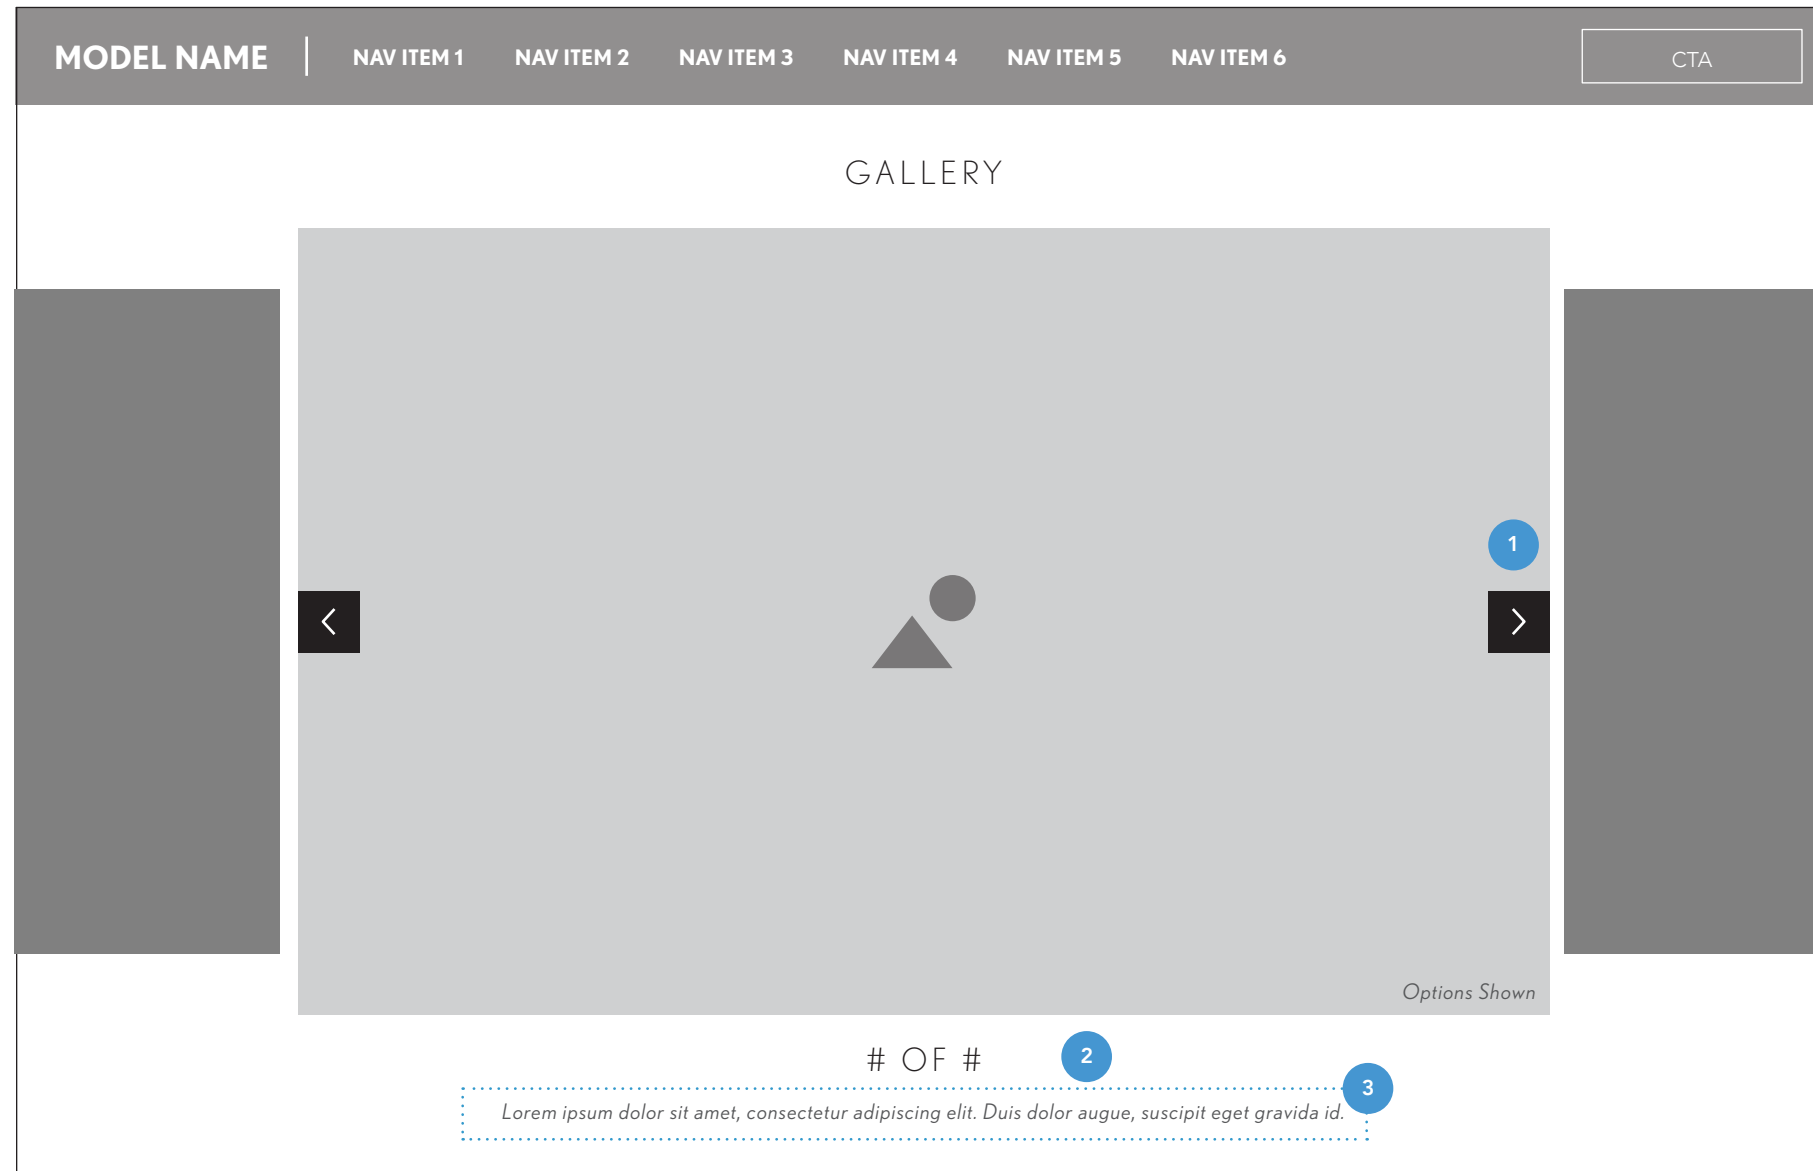 MODEL NAME NAV ITEM 1 NAV ITEM 2 NAV ITEM 3 NAV ITEM 4 NAV ITEM 5 NAV ITEM 6 CTA
GALLERY
1
Options Shown
# OF # 2
3
Lorem ipsum dolor sit amet, consectetur adipiscing elit. Duis dolor augue, suscipit eget gravida id.